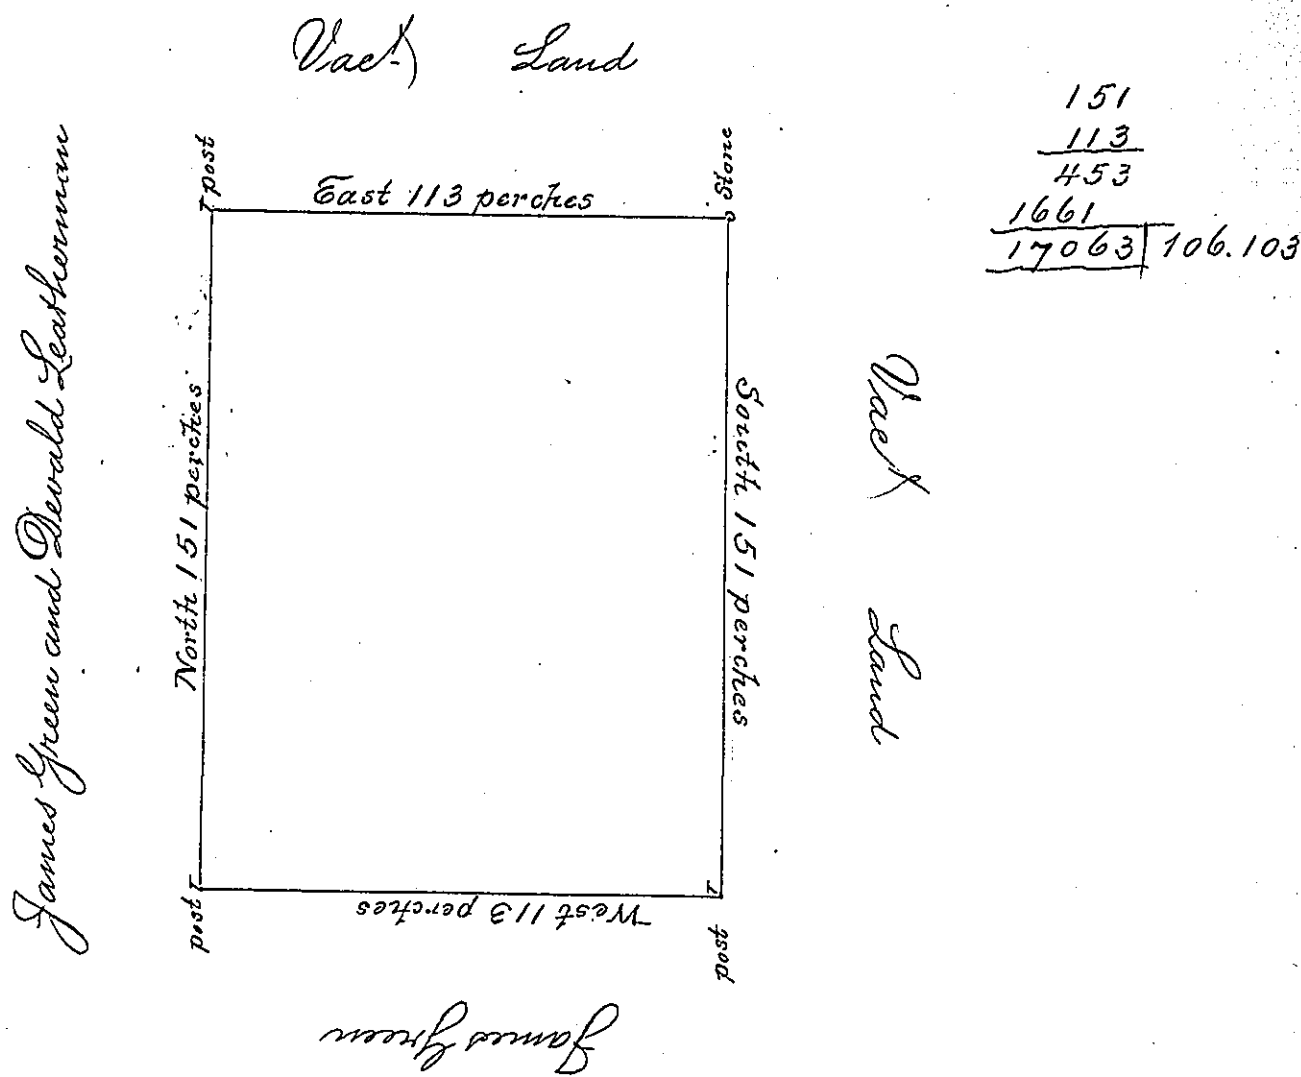 Vact Land
post
Stone
East 113 perches
151
113
453
1661
17063 106.103
James Green and Devald Leatherman
North 151 perches
South 151 perches
Vact Land
West 113 perches
post
post
James Green